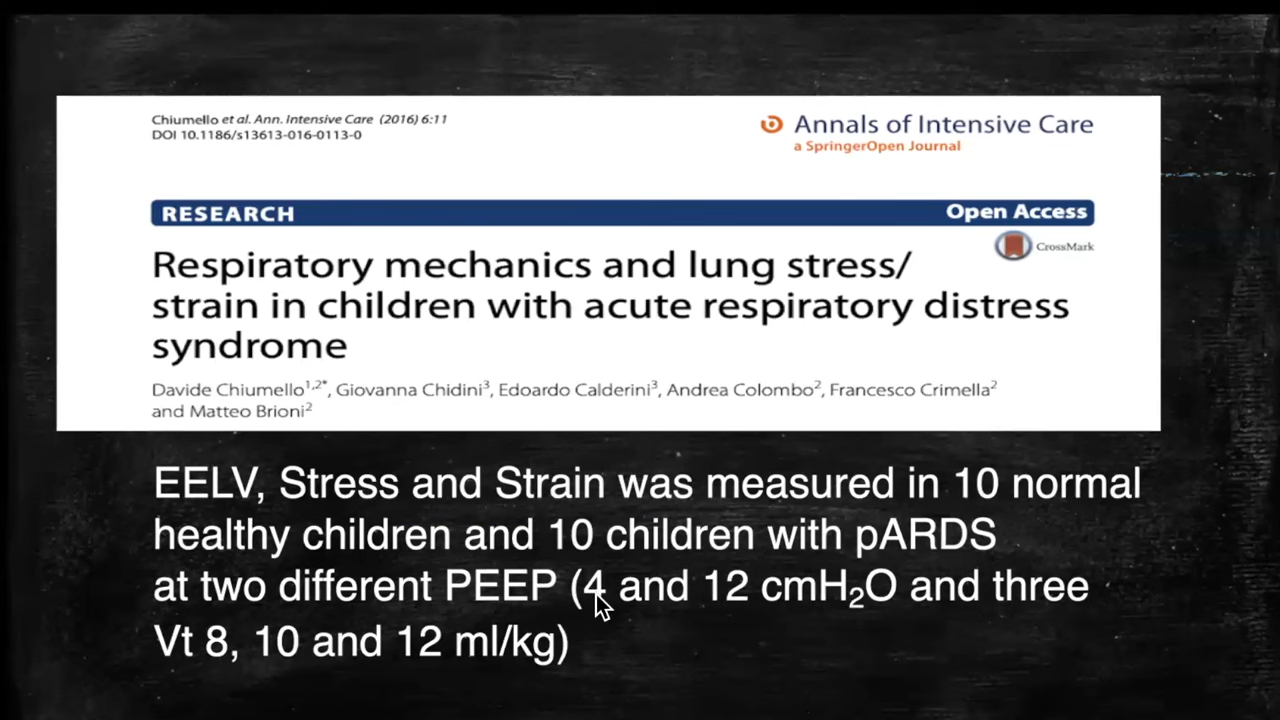 Chiumello et al. Ann. Intensive Care (2016) 6:11
DOI 10.1186/s13613-016-0113-0
Annals of Intensive Care
a SpringerOpen Journal
RESEARCH
Open Access
CrossMark
Respiratory mechanics and lung stress/
strain in children with acute respiratory distress
syndrome
Davide Chiumello1,2*, Giovanna Chidini3, Edoardo Calderini3, Andrea Colombo2, Francesco Crimella2
and Matteo Brioni2
EELV, Stress and Strain was measured in 10 normal
healthy children and 10 children with pARDS
at two different PEEP (4 and 12 cmH₂O and three
Vt 8, 10 and 12 ml/kg)